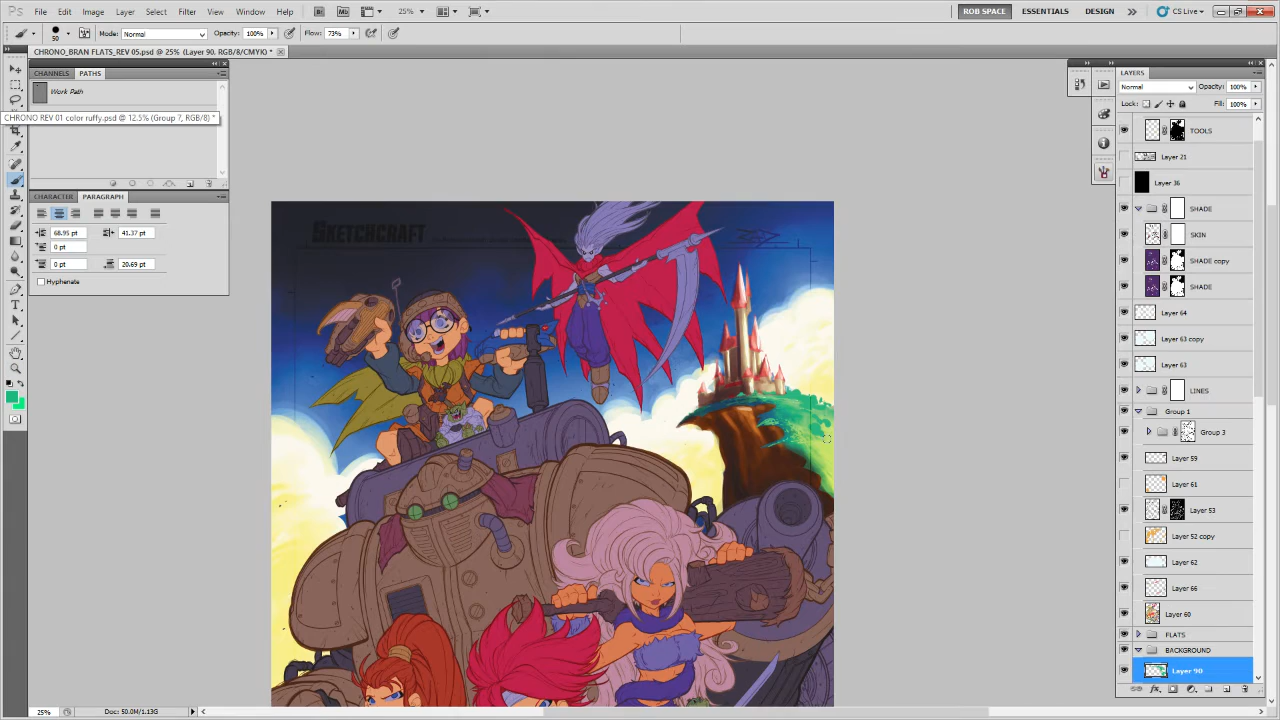 Ps File Edit Image Layer Select Filter Analysis 3D View Window Help Br Mb 25% ROB SPACE ESSENTIALS DESIGN CS Live
50 Mode: Normal Opacity: 100% Flow: 73%
CHRONO_BRAN FLATS_REV 05.psd @ 25% (Layer 90, RGB/8/CMYK) *
CHANNELS PATHS
Work Path
CHRONO REV 01 color ruffy.psd @ 12.5% (Group 7, RGB/8) *
CHARACTER PARAGRAPH
68.95 pt 41.37 pt
0 pt
0 pt 20.69 pt
Hyphenate
SKETCHCRAFT
LAYERS
Normal Opacity: 100%
Lock: Fill: 100%
TOOLS
Layer 21
Layer 36
SHADE
SKIN
SHADE copy
SHADE
Layer 64
Layer 63 copy
Layer 63
LINES
Group 1
Group 3
Layer 59
Layer 61
Layer 53
Layer 52 copy
Layer 62
Layer 66
Layer 60
FLATS
BACKGROUND
Layer 90
25% Doc: 50.0M/1.13G